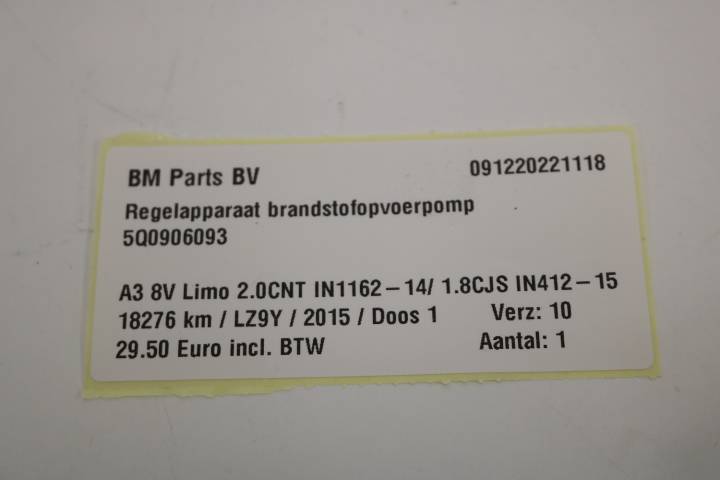 BM Parts BV 091220221118
Regelapparaat brandstofopvoerpomp
5Q0906093
A3 8V Limo 2.0CNT IN1162-14/ 1.8CJS IN412-15
18276 km / LZ9Y / 2015 / Doos 1 Verz: 10
29.50 Euro incl. BTW Aantal: 1